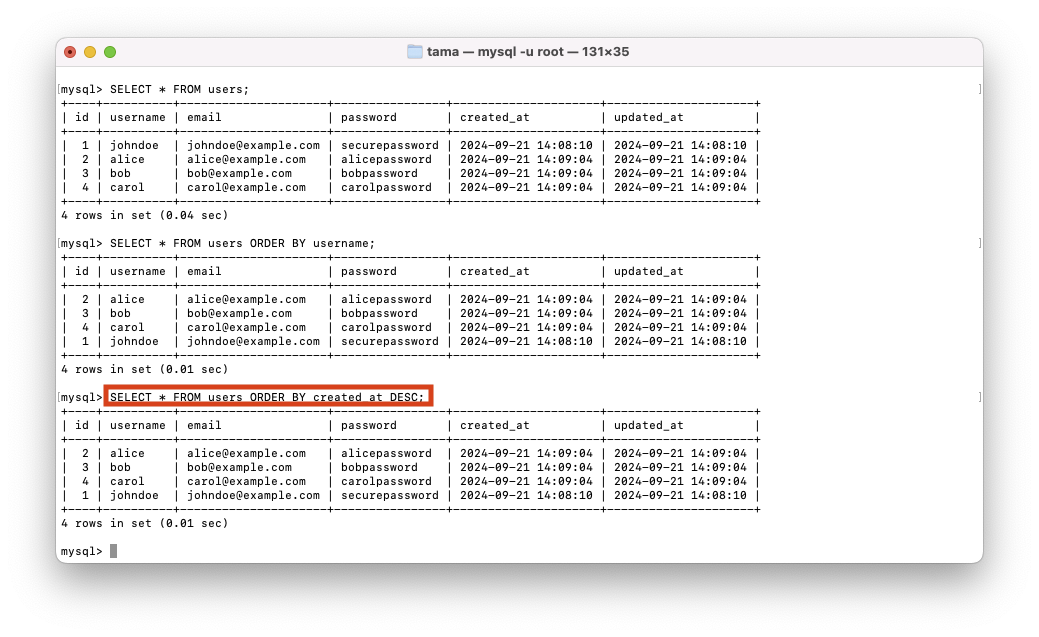 tama — mysql -u root — 131×35
[mysql> SELECT * FROM users; ]
+----+----------+----------------------+----------------+---------------------+---------------------+
| id | username | email                | password       | created_at          | updated_at          |
+----+----------+----------------------+----------------+---------------------+---------------------+
|  1 | johndoe  | johndoe@example.com  | securepassword | 2024-09-21 14:08:10 | 2024-09-21 14:08:10 |
|  2 | alice    | alice@example.com    | alicepassword  | 2024-09-21 14:09:04 | 2024-09-21 14:09:04 |
|  3 | bob      | bob@example.com      | bobpassword    | 2024-09-21 14:09:04 | 2024-09-21 14:09:04 |
|  4 | carol    | carol@example.com    | carolpassword  | 2024-09-21 14:09:04 | 2024-09-21 14:09:04 |
+----+----------+----------------------+----------------+---------------------+---------------------+
4 rows in set (0.04 sec)
[mysql> SELECT * FROM users ORDER BY username; ]
+----+----------+----------------------+----------------+---------------------+---------------------+
| id | username | email                | password       | created_at          | updated_at          |
+----+----------+----------------------+----------------+---------------------+---------------------+
|  2 | alice    | alice@example.com    | alicepassword  | 2024-09-21 14:09:04 | 2024-09-21 14:09:04 |
|  3 | bob      | bob@example.com      | bobpassword    | 2024-09-21 14:09:04 | 2024-09-21 14:09:04 |
|  4 | carol    | carol@example.com    | carolpassword  | 2024-09-21 14:09:04 | 2024-09-21 14:09:04 |
|  1 | johndoe  | johndoe@example.com  | securepassword | 2024-09-21 14:08:10 | 2024-09-21 14:08:10 |
+----+----------+----------------------+----------------+---------------------+---------------------+
4 rows in set (0.01 sec)
[mysql> SELECT * FROM users ORDER BY created_at DESC; ]
+----+----------+----------------------+----------------+---------------------+---------------------+
| id | username | email                | password       | created_at          | updated_at          |
+----+----------+----------------------+----------------+---------------------+---------------------+
|  2 | alice    | alice@example.com    | alicepassword  | 2024-09-21 14:09:04 | 2024-09-21 14:09:04 |
|  3 | bob      | bob@example.com      | bobpassword    | 2024-09-21 14:09:04 | 2024-09-21 14:09:04 |
|  4 | carol    | carol@example.com    | carolpassword  | 2024-09-21 14:09:04 | 2024-09-21 14:09:04 |
|  1 | johndoe  | johndoe@example.com  | securepassword | 2024-09-21 14:08:10 | 2024-09-21 14:08:10 |
+----+----------+----------------------+----------------+---------------------+---------------------+
4 rows in set (0.01 sec)
mysql>